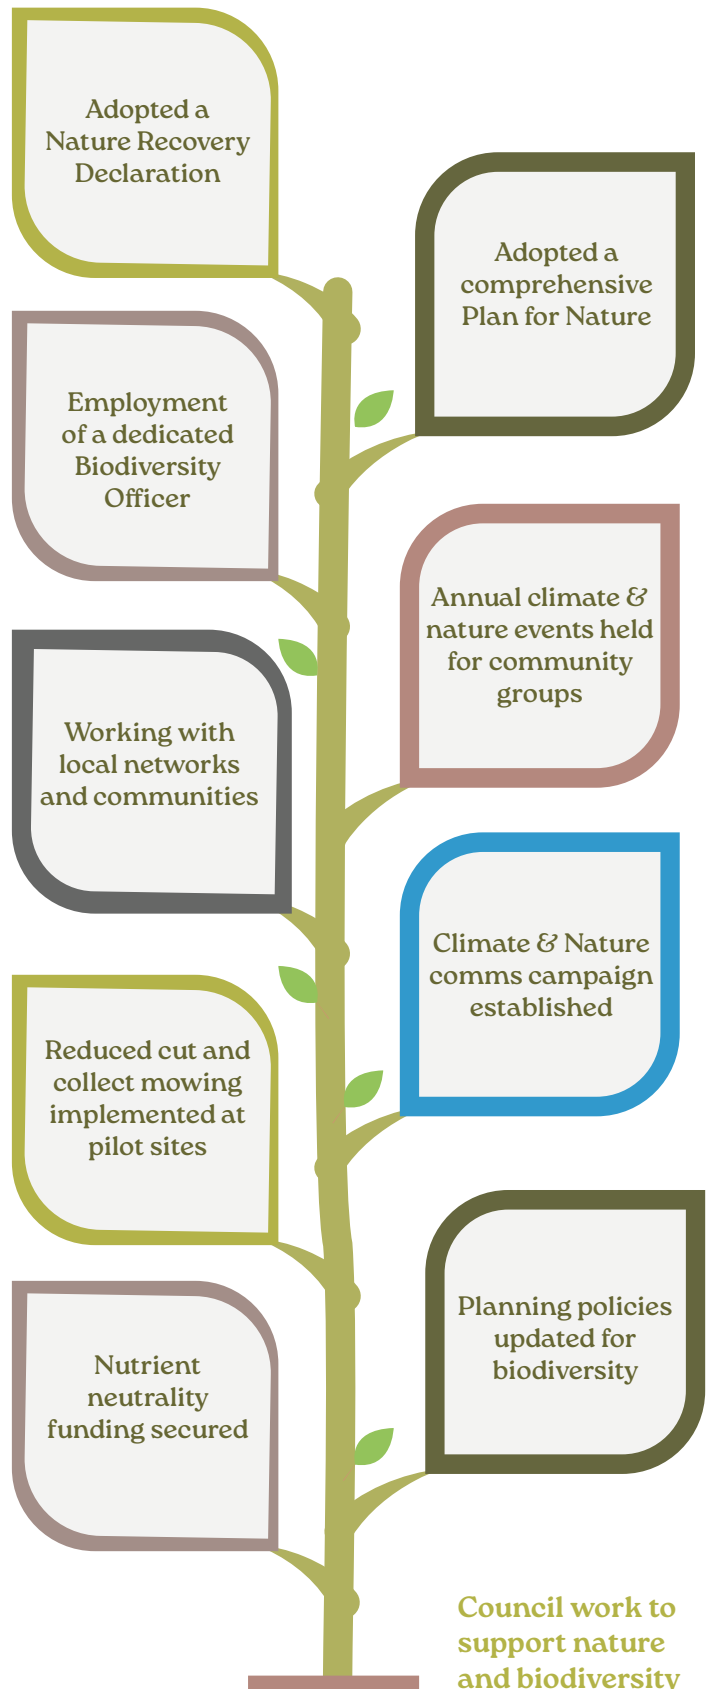 Adopted a
Nature Recovery
Declaration
Adopted a
comprehensive
Plan for Nature
Employment
of a dedicated
Biodiversity
Officer
Annual climate &
nature events held
for community
groups
Working with
local networks
and communities
Climate & Nature
comms campaign
established
Reduced cut and
collect mowing
implemented at
pilot sites
Planning policies
updated for
biodiversity
Nutrient
neutrality
funding secured
Council work to
support nature
and biodiversity